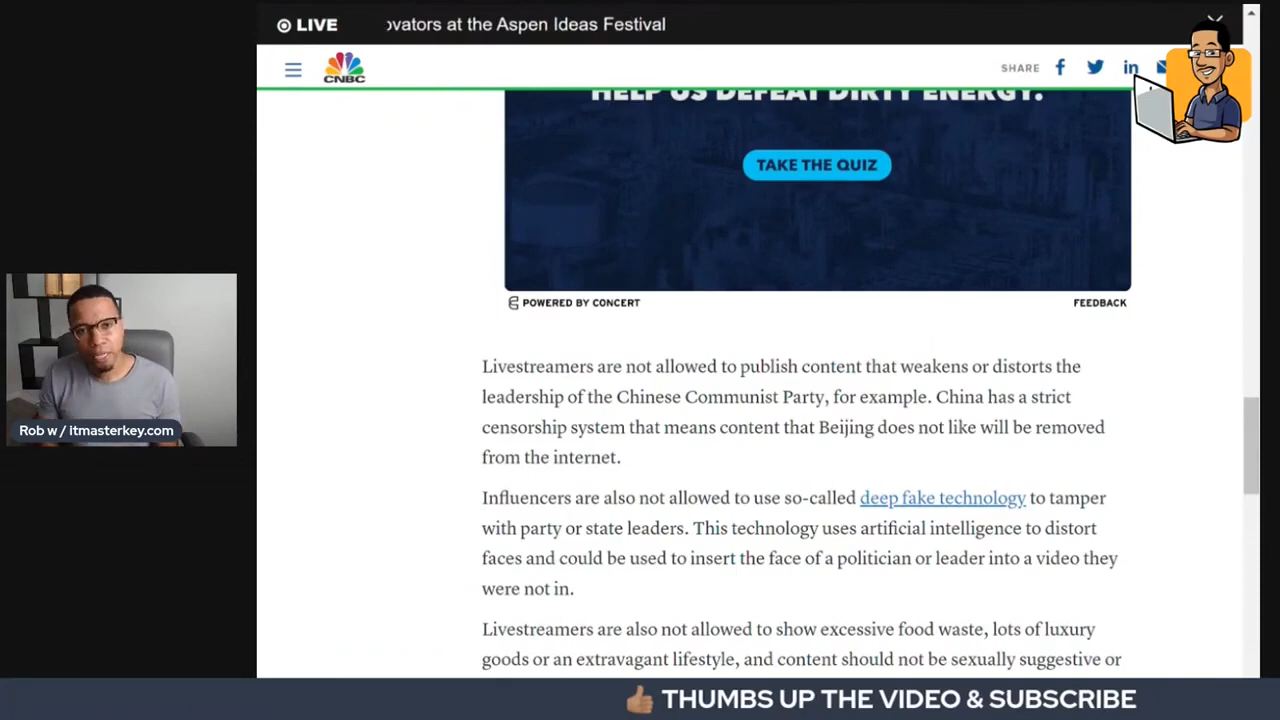 LIVE
ovators at the Aspen Ideas Festival
CNBC
SHARE
HELP US DEFEAT DIRTY ENERGY.
TAKE THE QUIZ
POWERED BY CONCERT
FEEDBACK
Livestreamers are not allowed to publish content that weakens or distorts the
leadership of the Chinese Communist Party, for example. China has a strict
censorship system that means content that Beijing does not like will be removed
from the internet.
Rob w / itmasterkey.com
Influencers are also not allowed to use so-called deep fake technology to tamper
with party or state leaders. This technology uses artificial intelligence to distort
faces and could be used to insert the face of a politician or leader into a video they
were not in.
Livestreamers are also not allowed to show excessive food waste, lots of luxury
goods or an extravagant lifestyle, and content should not be sexually suggestive or
THUMBS UP THE VIDEO & SUBSCRIBE